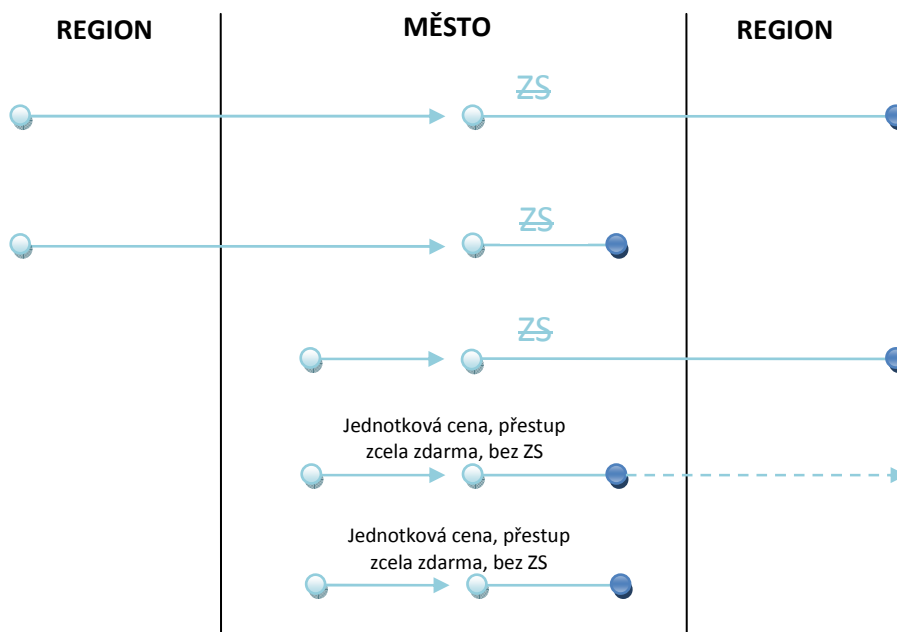 REGION
MĚSTO
REGION
ZS
ZS
ZS
Jednotková cena, přestup
zcela zdarma, bez ZS
Jednotková cena, přestup
zcela zdarma, bez ZS